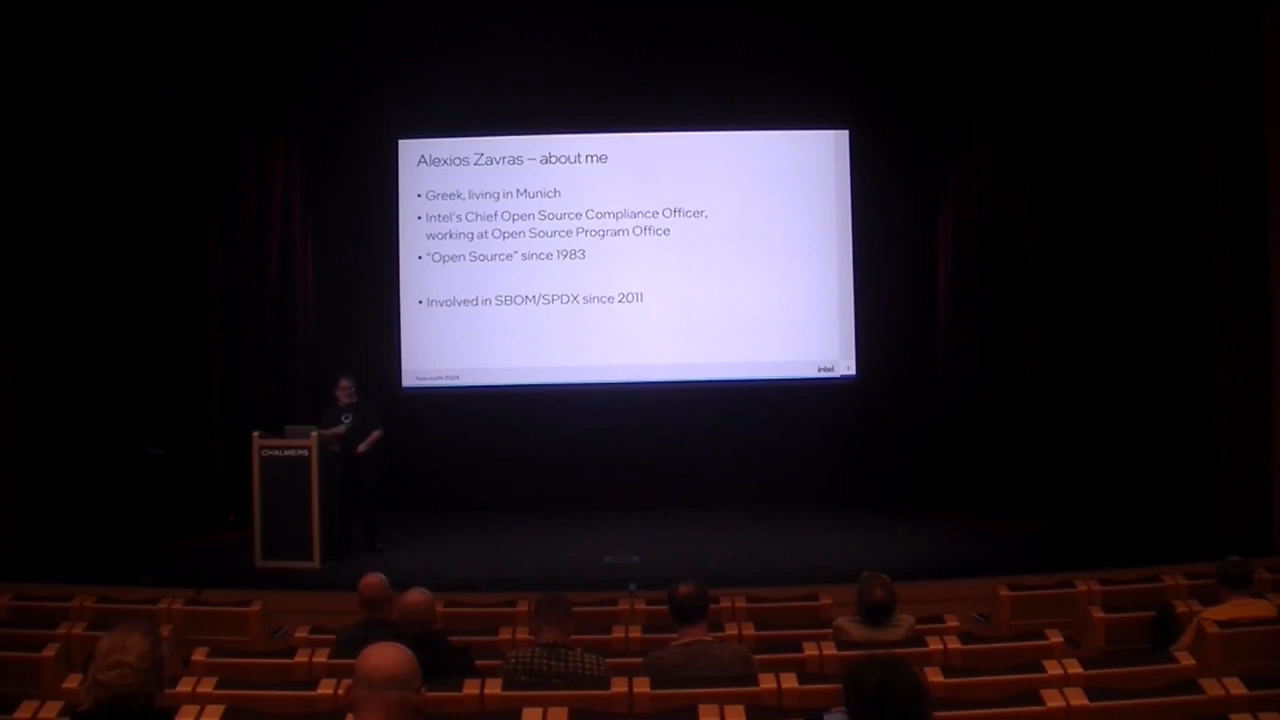 Alexios Zavras – about me
• Greek, living in Munich
• Intel's Chief Open Source Compliance Officer,
working at Open Source Program Office
• "Open Source" since 1983
• Involved in SBOM/SPDX since 2011
intel
CHALMERS